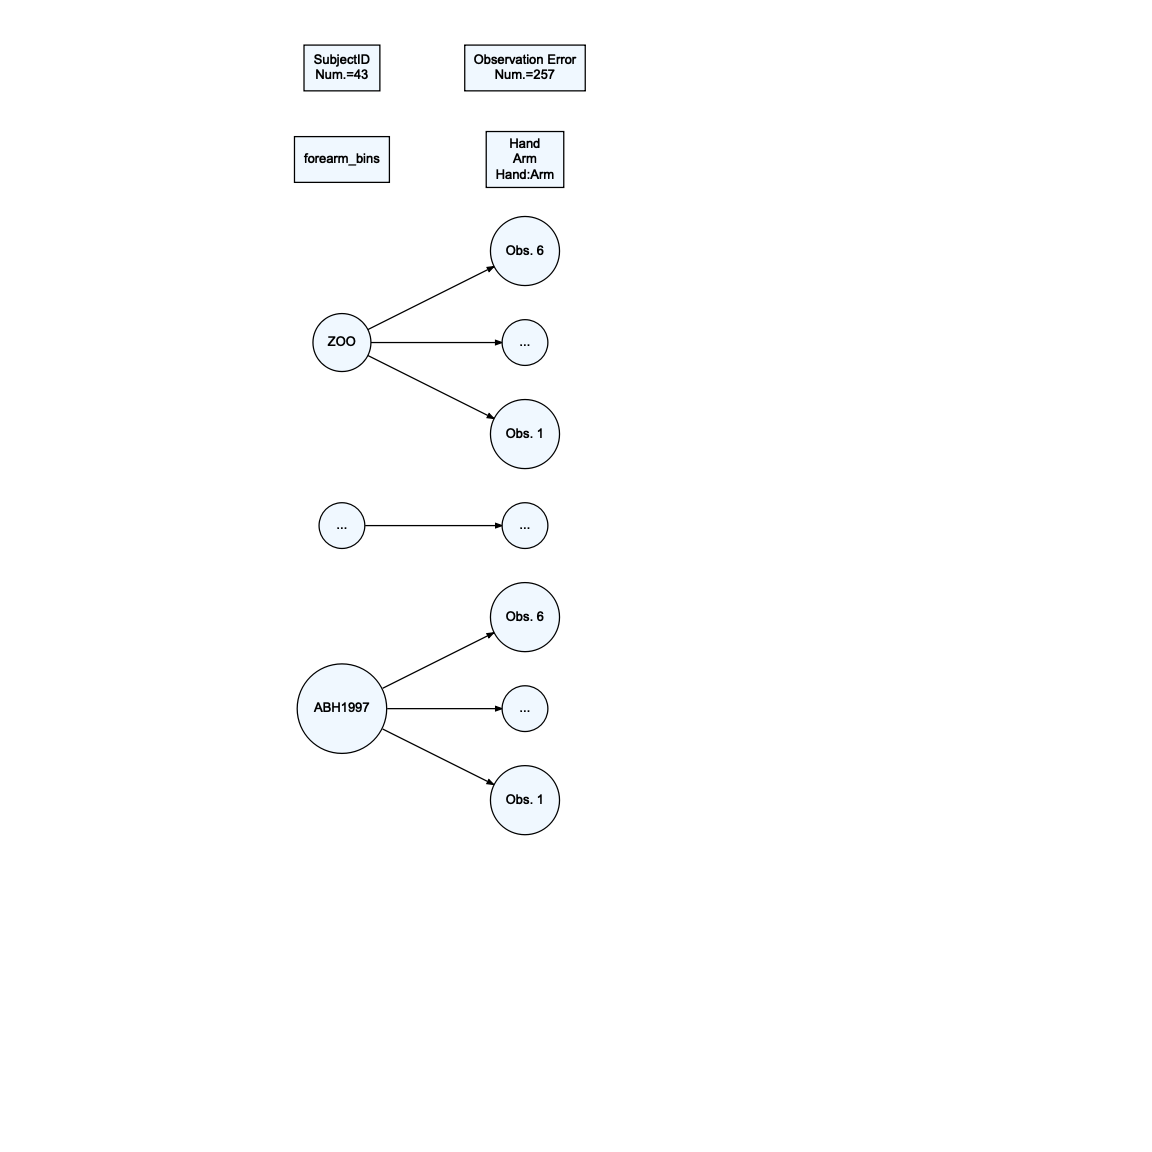 SubjectID
Num.=43
Observation Error
Num.=257
forearm_bins
Hand
Arm
Hand:Arm
Obs. 6
ZOO
...
Obs. 1
...
...
Obs. 6
ABH1997
...
Obs. 1